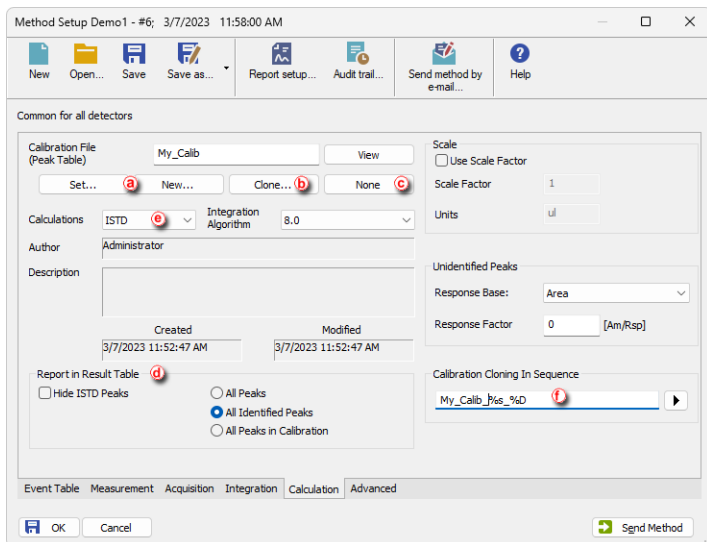 Method Setup Demo1 - #6; 3/7/2023 11:58:00 AM
New Open... Save Save as... Report setup... Audit trail... Send method by e-mail... Help
Common for all detectors
Calibration File
(Peak Table)
My_Calib
View
Set... a New... Clone... b None c
Calculations ISTD e Integration Algorithm 8.0
Author Administrator
Description
Created Modified
3/7/2023 11:52:47 AM 3/7/2023 11:52:47 AM
Report in Result Table d
Hide ISTD Peaks
All Peaks
All Identified Peaks
All Peaks in Calibration
Scale
Use Scale Factor
Scale Factor 1
Units ul
Unidentified Peaks
Response Base: Area
Response Factor 0 [Am/Rsp]
Calibration Cloning In Sequence
My_Calib_%s_%D f
Event Table Measurement Acquisition Integration Calculation Advanced
OK Cancel Send Method